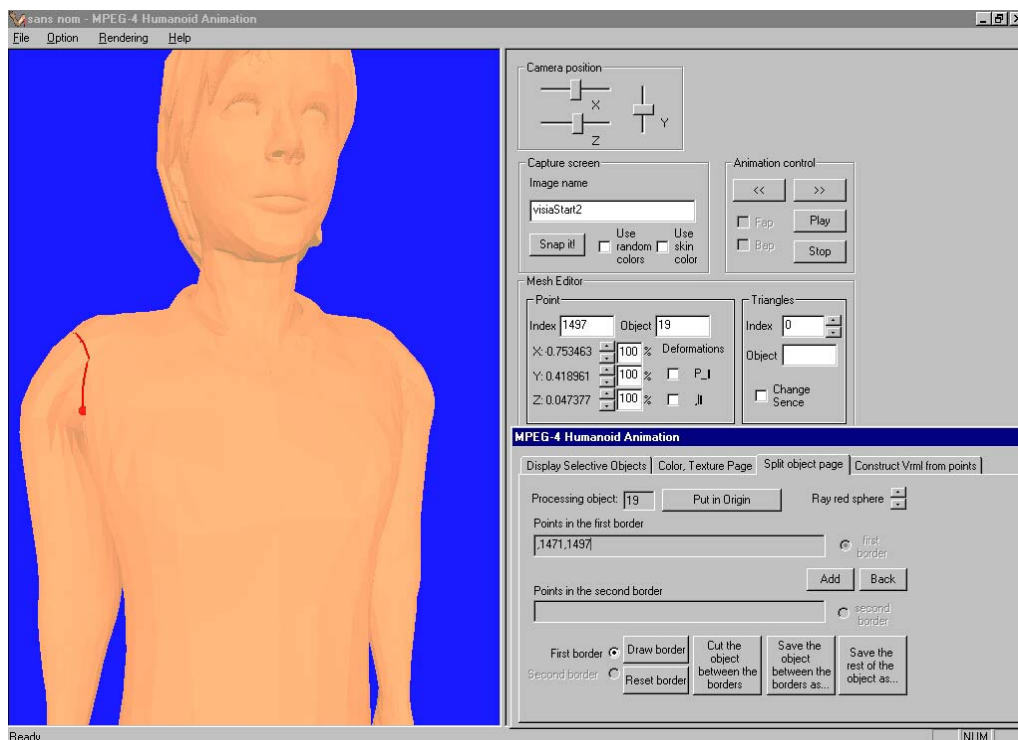 sans nom - MPEG-4 Humanoid Animation
File Option Rendering Help
Camera position
X
Y
Z
Capture screen
Image name
visiaStart2
Snap it!
Use random colors
Use skin color
Animation control
<< >>
Fap
Play
Bap
Stop
Mesh Editor
Point
Index 1497 Object 19
X: 0.753463 100 % Deformations
Y: 0.418961 100 % P_I
Z: 0.047377 100 %
Triangles
Index 0
Object
Change
Sence
MPEG-4 Humanoid Animation
Display Selective Objects Color, Texture Page Split object page Construct Vrml from points
Processing object: 19 Put in Origin Ray red sphere
Points in the first border
,1471,1497
first
border
Add Back
Points in the second border
second
border
First border Draw border
Second border Reset border
Cut the
object
between the
borders
Save the
object
between the
borders as...
Save the
rest of the
object as...
Ready NUM